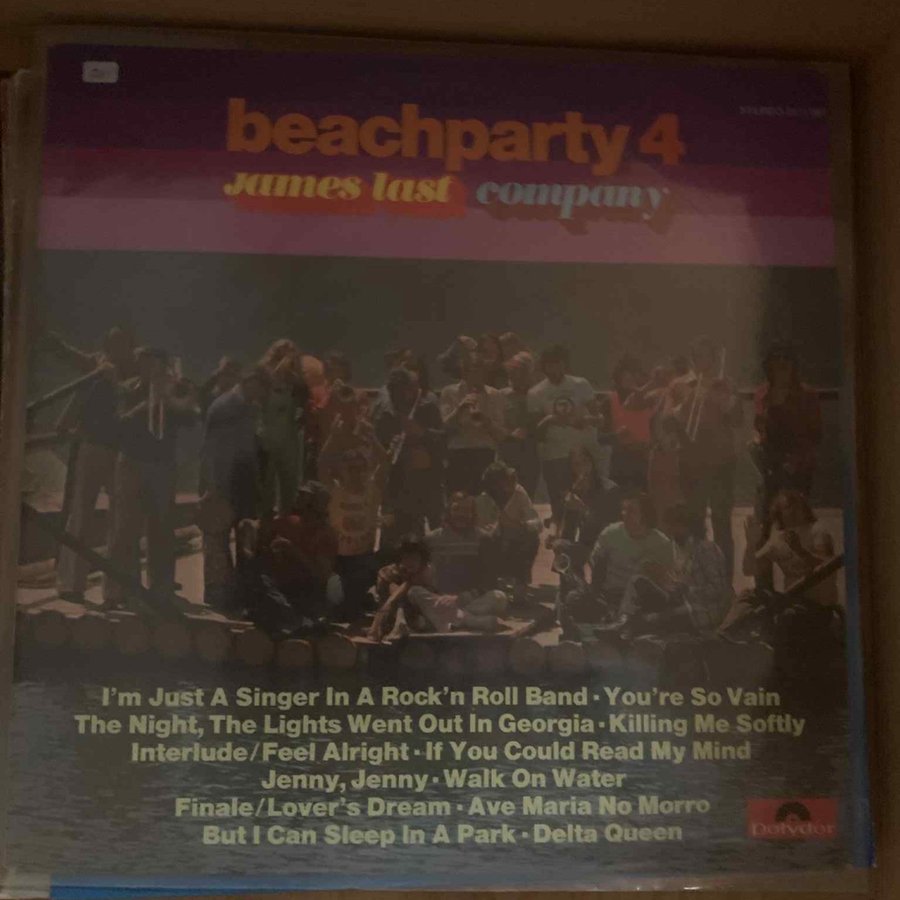 STEREO
beachparty 4
James last company
I'm Just A Singer In A Rock'n Roll Band · You're So Vain
The Night, The Lights Went Out In Georgia · Killing Me Softly
Interlude/Feel Alright · If You Could Read My Mind
Jenny, Jenny · Walk On Water
Finale/Lover's Dream · Ave Maria No Morro
But I Can Sleep In A Park · Delta Queen
Polydor